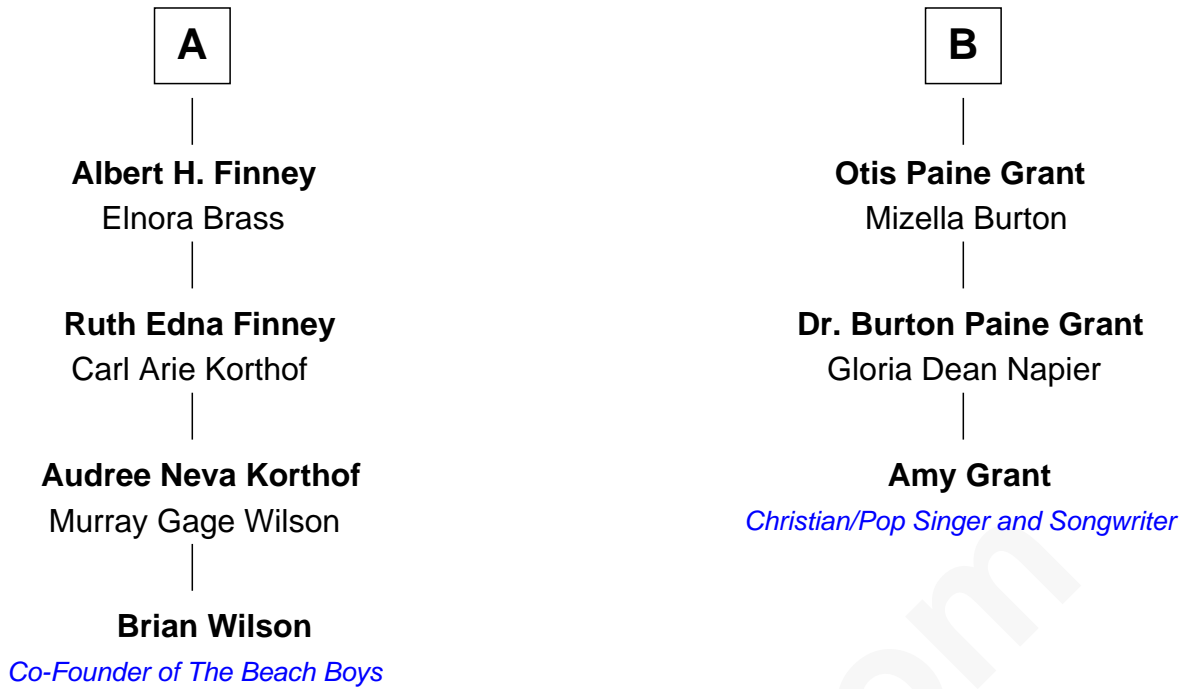 A
Albert H. Finney
Elnora Brass
Ruth Edna Finney
Carl Arie Korthof
Audree Neva Korthof
Murray Gage Wilson
Brian Wilson
Co-Founder of The Beach Boys
B
Otis Paine Grant
Mizella Burton
Dr. Burton Paine Grant
Gloria Dean Napier
Amy Grant
Christian/Pop Singer and Songwriter
om